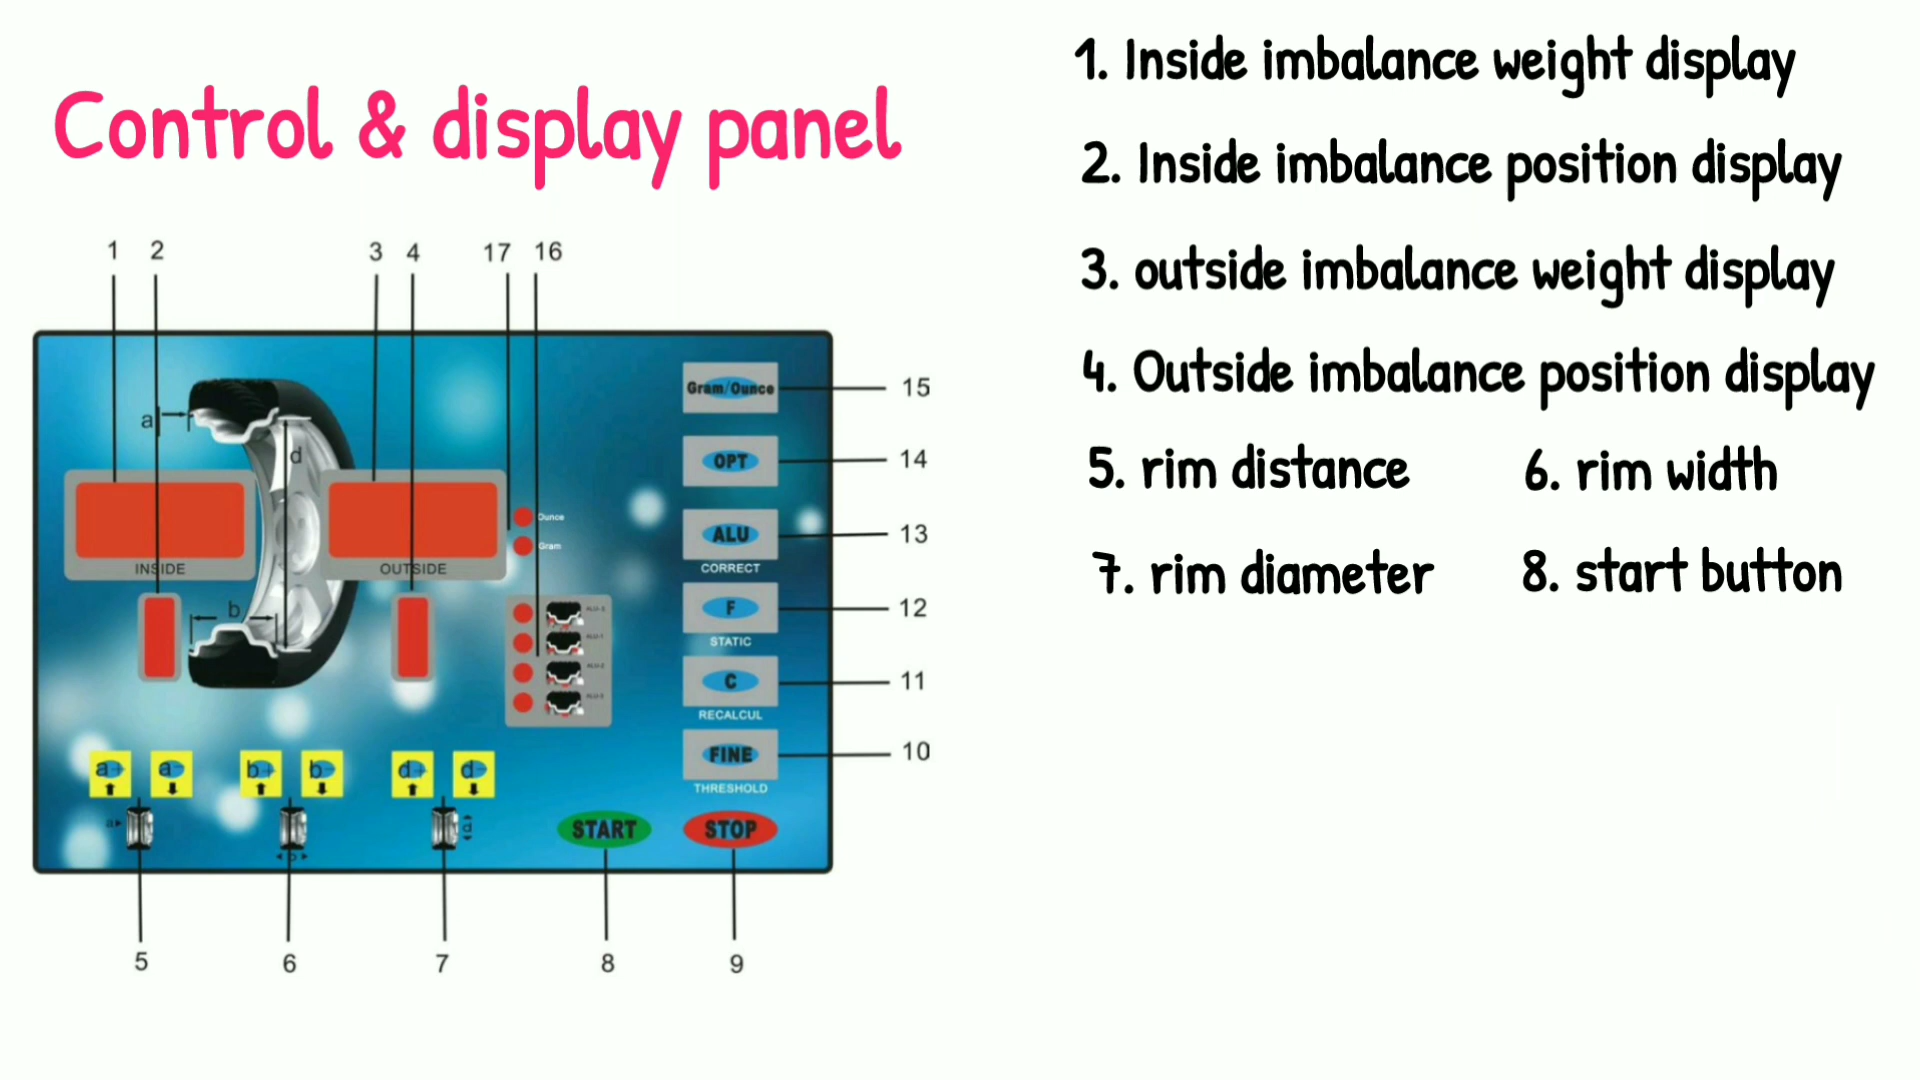 Control & display panel
1. Inside imbalance weight display
2. Inside imbalance position display
3. outside imbalance weight display
4. Outside imbalance position display
5. rim distance 6. rim width
7. rim diameter 8. start button
1 2 3 4 17 16
Gram/Ounce 15
a
OPT 14
d
Ounce
Gram
ALU 13
INSIDE OUTSIDE CORRECT
b
F 12
STATIC
C 11
RECALCUL
FINE 10
a+ a- b+ b- d+ d-
THRESHOLD
a b d
START STOP
5 6 7 8 9